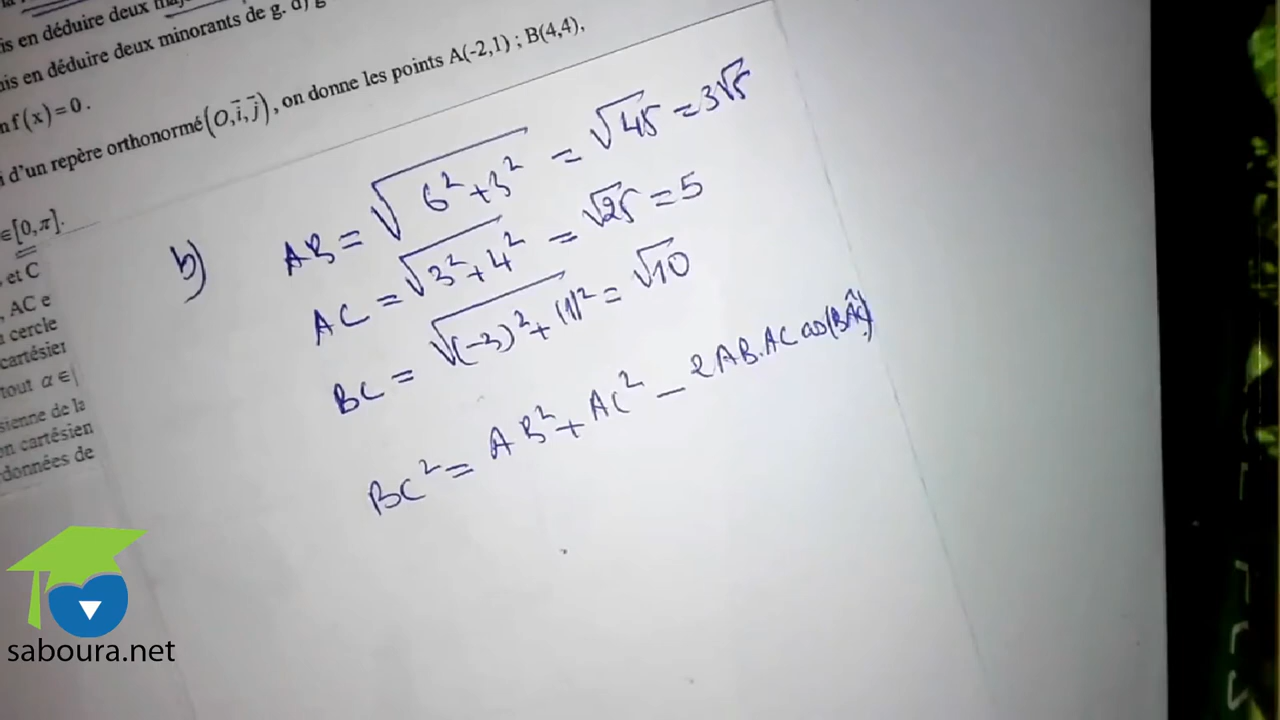 is en déduire deux
ais en déduire deux minorants de g. d) g
f(x)=0.
d'un repère orthonormé (O,i⃗,j⃗), on donne les points A(-2,1) ; B(4,4),
∈[0,π].
et C
, AC e
cercle
cartésier
tout α ∈
sienne de la
on cartésien
données de
b) AB = √(6² + 3²) = √45 = 3√5
AC = √(3² + 4²) = √25 = 5
BC = √((-3)² + (1)²) = √10
BC² = AB² + AC² - 2AB.AC cos(BÂC)
saboura.net